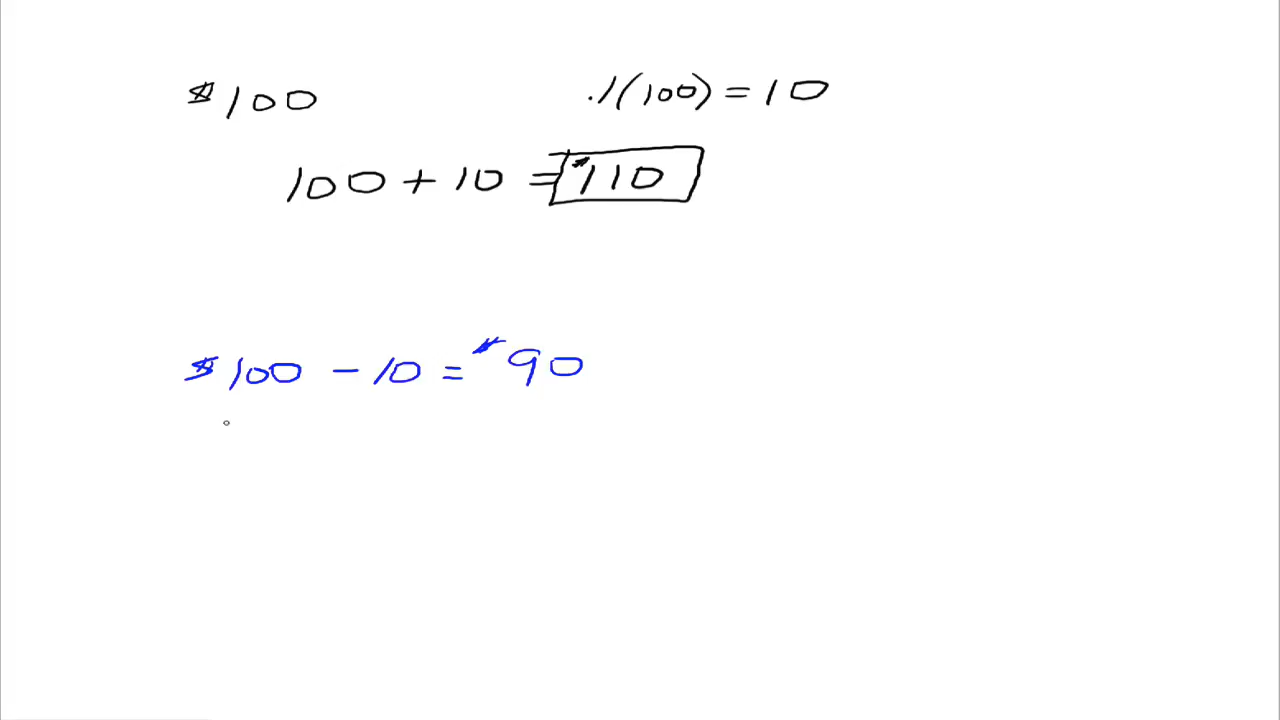 $100 .1(100) = 10
100 + 10 = $110
$100 - 10 = $90